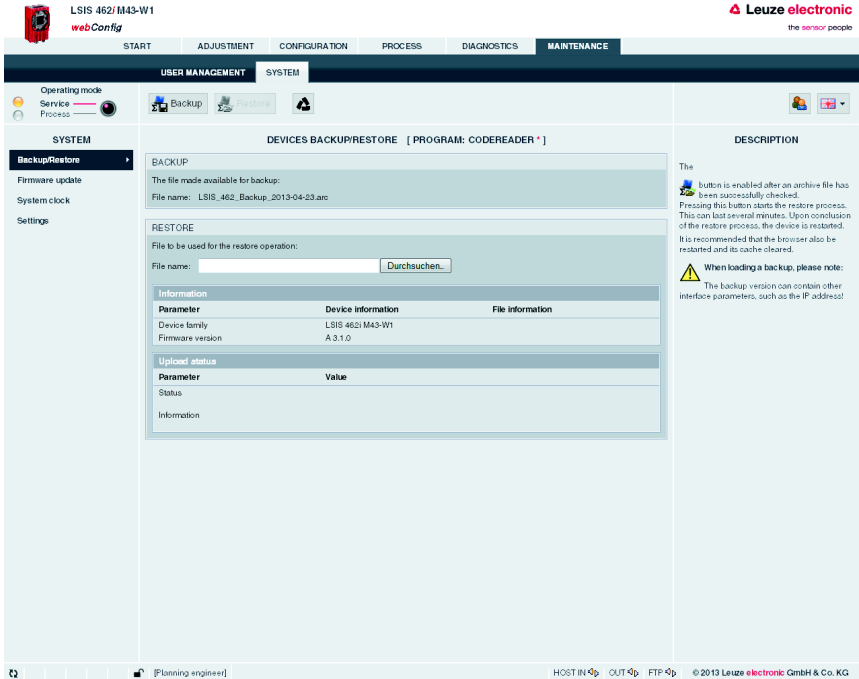 LSIS 462i M43-W1
webConfig
Leuze electronic
the sensor people
START ADJUSTMENT CONFIGURATION PROCESS DIAGNOSTICS MAINTENANCE
USER MANAGEMENT SYSTEM
Operating mode
Service
Process
Backup Restore
SYSTEM
Backup/Restore
Firmware update
System clock
Settings
DEVICES BACKUP/RESTORE [ PROGRAM: CODEREADER * ]
BACKUP
The file made available for backup:
File name: LSIS_462_Backup_2013-04-23.arc
RESTORE
File to be used for the restore operation:
File name: Durchsuchen...
Information
Parameter Device information File information
Device family LSIS 462i M43-W1
Firmware version A 3.1.0
Upload status
Parameter Value
Status
Information
DESCRIPTION
The
button is enabled after an archive file has
been successfully checked.
Pressing this button starts the restore process.
This can last several minutes. Upon conclusion
of the restore process, the device is restarted.
It is recommended that the browser also be
restarted and its cache cleared.
When loading a backup, please note:
The backup version can contain other
interface parameters, such as the IP address!
[Planning engineer]
HOST IN OUT FTP
© 2013 Leuze electronic GmbH & Co. KG